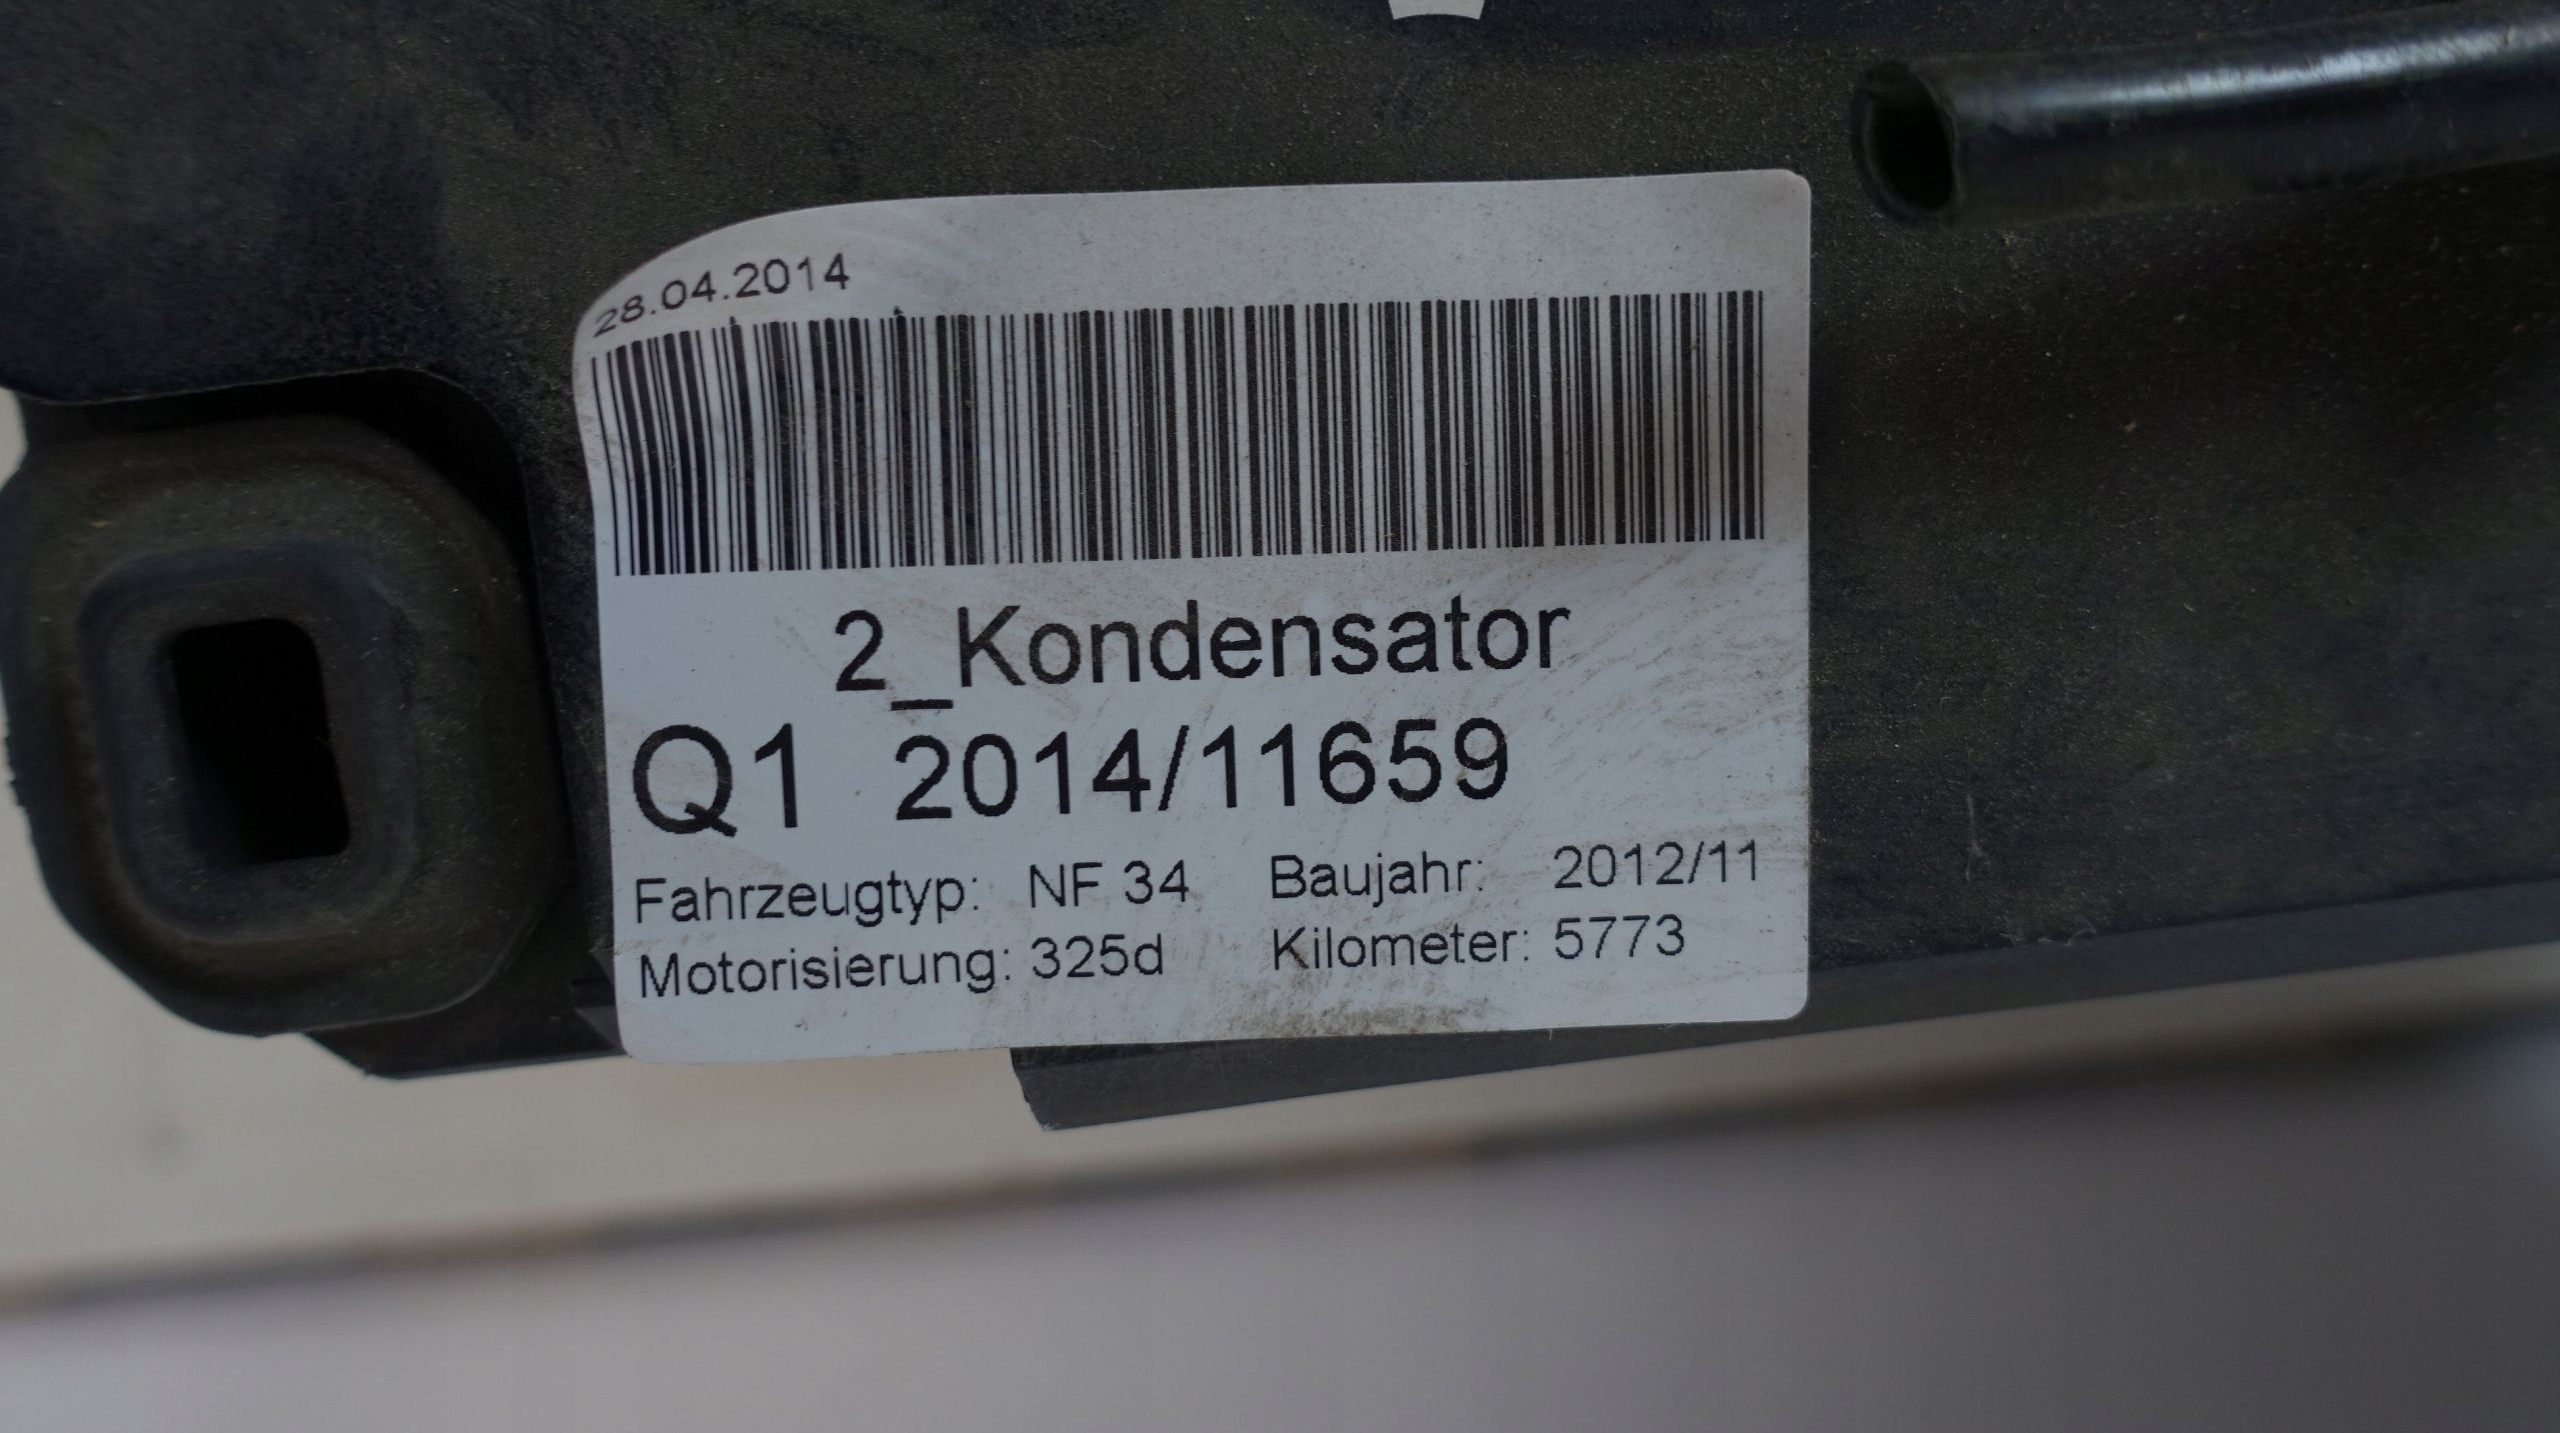 28.04.2014
2_Kondensator
Q1 2014/11659
Fahrzeugtyp: NF 34 Baujahr: 2012/11
Motorisierung: 325d Kilometer: 5773